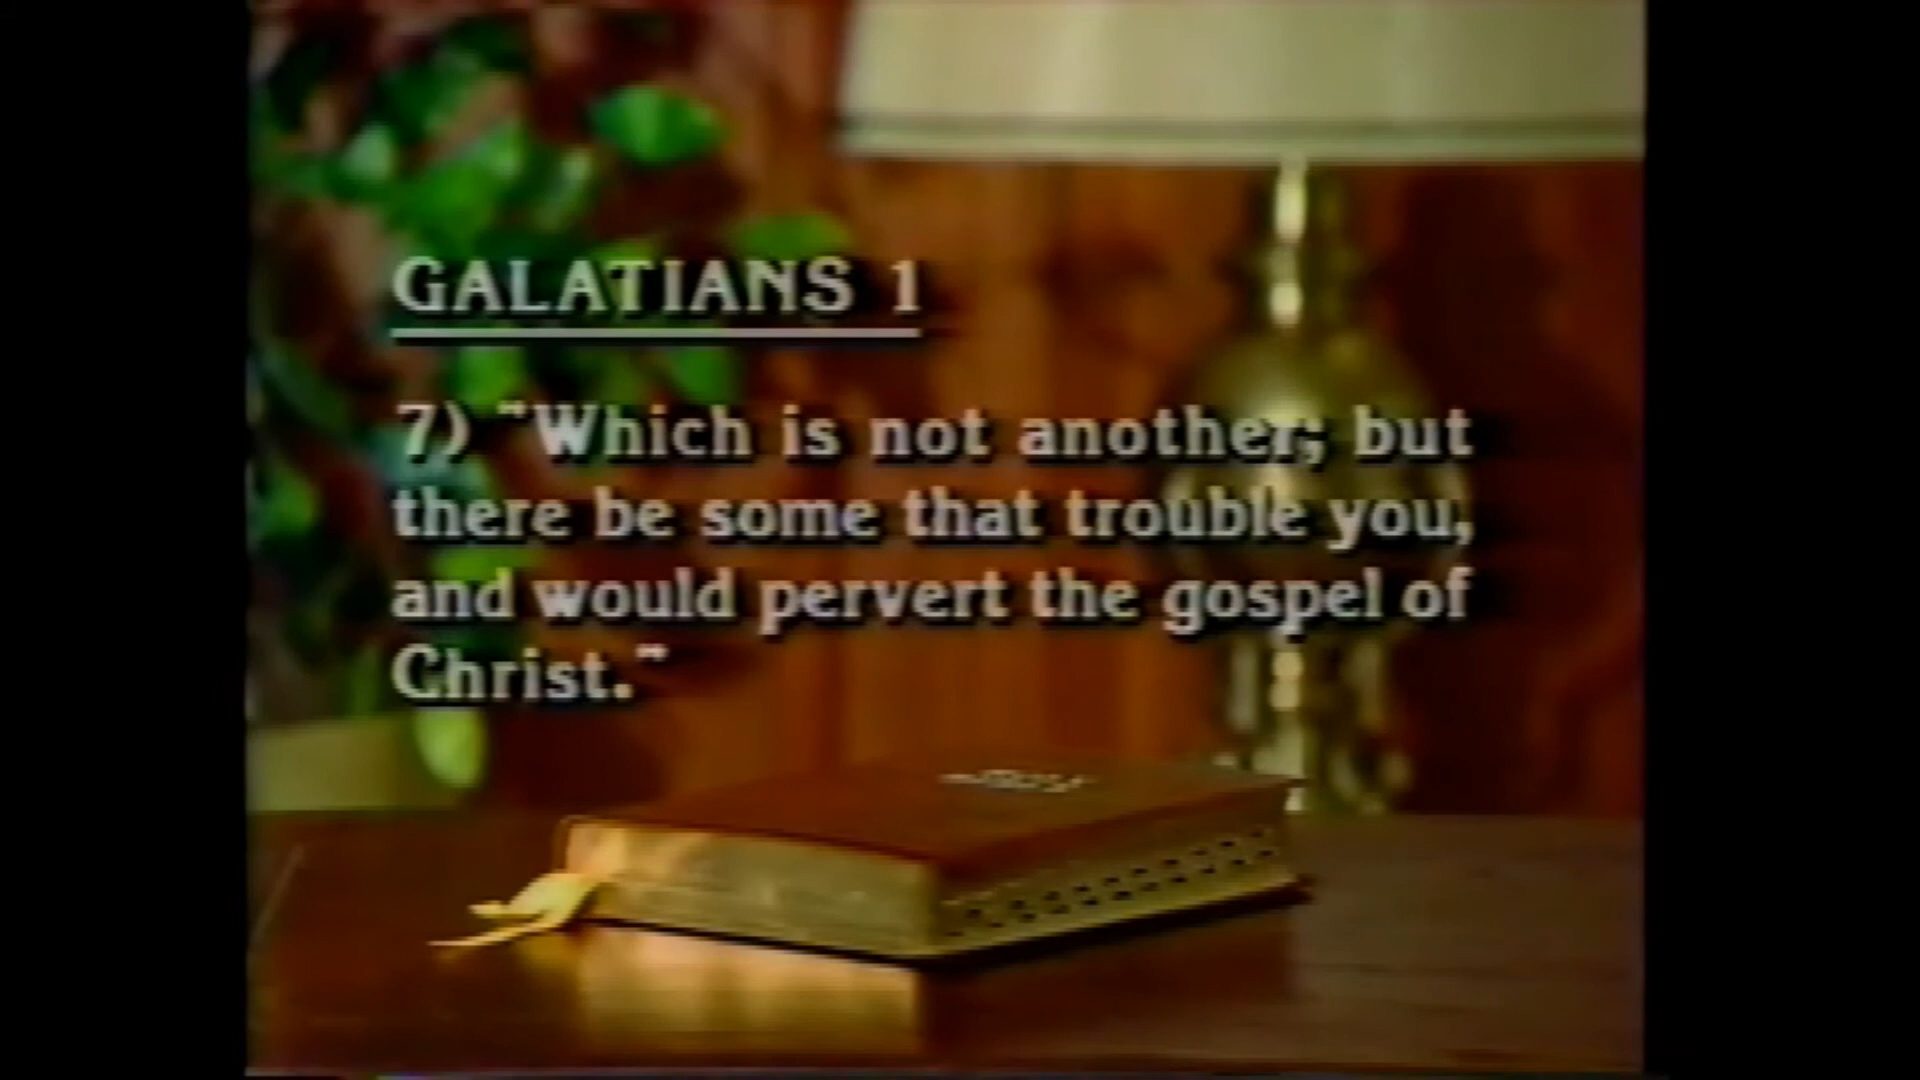 GALATIANS 1
7) "Which is not another; but
there be some that trouble you,
and would pervert the gospel of
Christ."